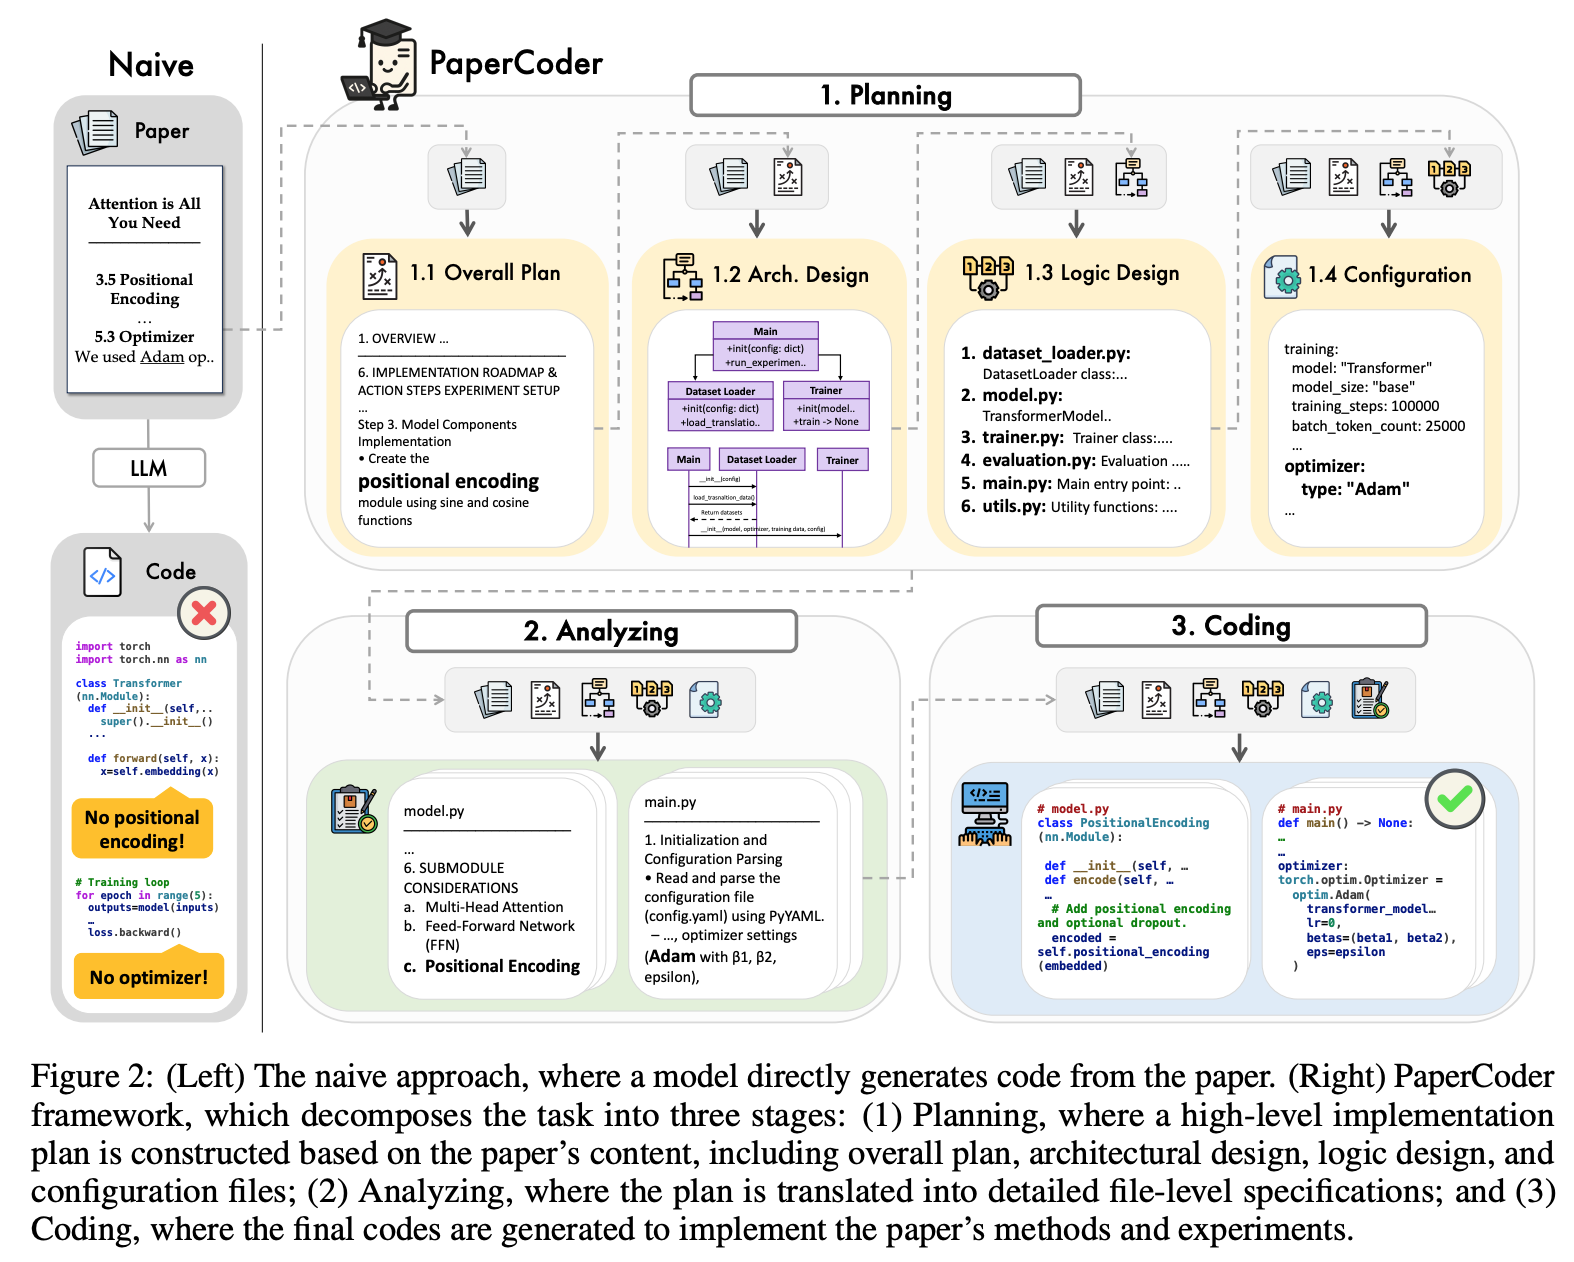 Naive
Paper
Attention is All
You Need
3.5 Positional
Encoding
...
5.3 Optimizer
We used Adam op..
LLM
Code
import torch
import torch.nn as nn
class Transformer
(nn.Module):
def __init__(self,..
super().__init__()
...
def forward(self, x):
x=self.embedding(x)
No positional
encoding!
# Training loop
for epoch in range(5):
outputs=model(inputs)
…
loss.backward()
No optimizer!
PaperCoder
1. Planning
1.1 Overall Plan
1. OVERVIEW ...
6. IMPLEMENTATION ROADMAP &
ACTION STEPS EXPERIMENT SETUP
...
Step 3. Model Components
Implementation
• Create the
positional encoding
module using sine and cosine
functions
1.2 Arch. Design
Main
+init(config: dict)
+run_experimen..
Dataset Loader
+init(config: dict)
+load_translatio..
Trainer
+init(model..
+train -> None
Main
Dataset Loader
Trainer
__init__(config)
load_trasnaltion_data()
Return datasets
__init__(model, optimizer, training data, config)
1.3 Logic Design
1. dataset_loader.py:
DatasetLoader class:...
2. model.py:
TransformerModel..
3. trainer.py: Trainer class:....
4. evaluation.py: Evaluation .....
5. main.py: Main entry point: ..
6. utils.py: Utility functions: ....
1.4 Configuration
training:
model: "Transformer"
model_size: "base"
training_steps: 100000
batch_token_count: 25000
...
optimizer:
type: "Adam"
...
2. Analyzing
model.py
...
6. SUBMODULE
CONSIDERATIONS
a. Multi-Head Attention
b. Feed-Forward Network
(FFN)
c. Positional Encoding
main.py
1. Initialization and
Configuration Parsing
• Read and parse the
configuration file
(config.yaml) using PyYAML.
– ..., optimizer settings
(Adam with β1, β2,
epsilon),
3. Coding
# model.py
class PositionalEncoding
(nn.Module):
def __init__(self, …
def encode(self, …
…
# Add positional encoding
and optional dropout.
encoded =
self.positional_encoding
(embedded)
# main.py
def main() -> None:
…
…
optimizer:
torch.optim.Optimizer =
optim.Adam(
transformer_model…
lr=0,
betas=(beta1, beta2),
eps=epsilon
)
Figure 2: (Left) The naive approach, where a model directly generates code from the paper. (Right) PaperCoder
framework, which decomposes the task into three stages: (1) Planning, where a high-level implementation
plan is constructed based on the paper's content, including overall plan, architectural design, logic design, and
configuration files; (2) Analyzing, where the plan is translated into detailed file-level specifications; and (3)
Coding, where the final codes are generated to implement the paper's methods and experiments.